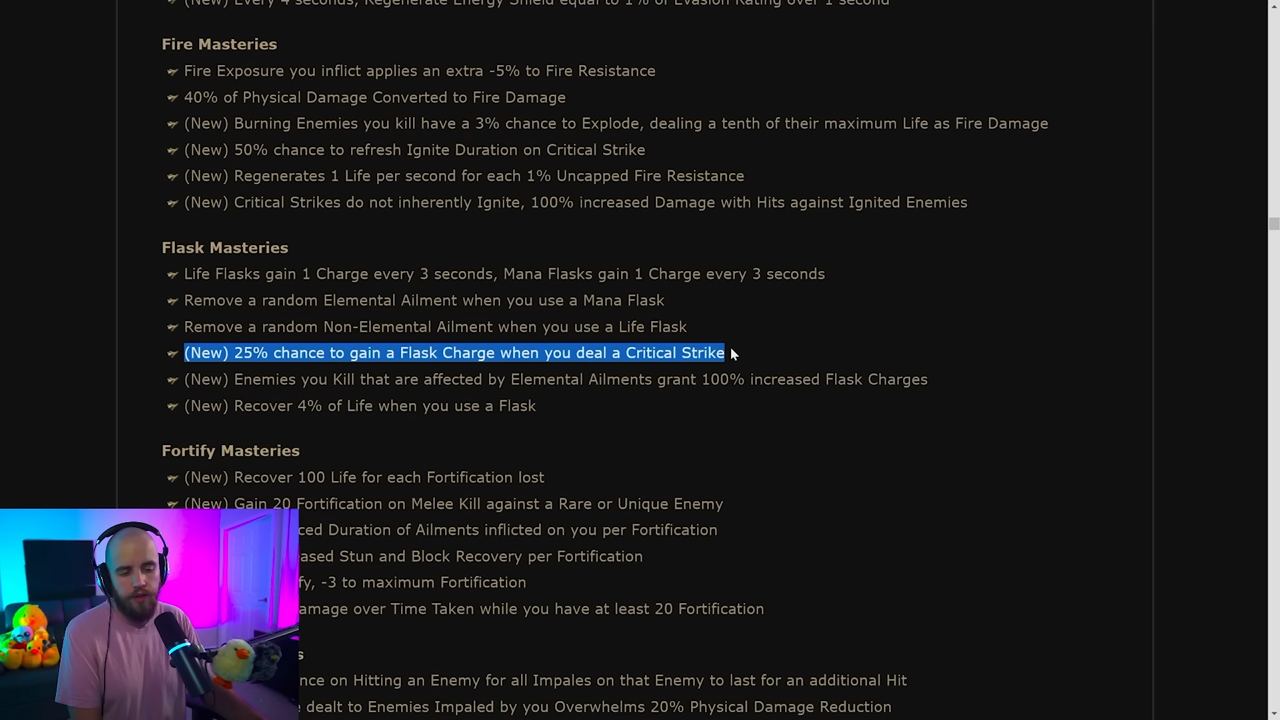 (New) Every 4 seconds, Regenerate Energy Shield equal to 1% of Evasion Rating over 1 second
Fire Masteries
Fire Exposure you inflict applies an extra -5% to Fire Resistance
40% of Physical Damage Converted to Fire Damage
(New) Burning Enemies you kill have a 3% chance to Explode, dealing a tenth of their maximum Life as Fire Damage
(New) 50% chance to refresh Ignite Duration on Critical Strike
(New) Regenerates 1 Life per second for each 1% Uncapped Fire Resistance
(New) Critical Strikes do not inherently Ignite, 100% increased Damage with Hits against Ignited Enemies
Flask Masteries
Life Flasks gain 1 Charge every 3 seconds, Mana Flasks gain 1 Charge every 3 seconds
Remove a random Elemental Ailment when you use a Mana Flask
Remove a random Non-Elemental Ailment when you use a Life Flask
(New) 25% chance to gain a Flask Charge when you deal a Critical Strike
(New) Enemies you Kill that are affected by Elemental Ailments grant 100% increased Flask Charges
(New) Recover 4% of Life when you use a Flask
Fortify Masteries
(New) Recover 100 Life for each Fortification lost
(New) Gain 20 Fortification on Melee Kill against a Rare or Unique Enemy
ced Duration of Ailments inflicted on you per Fortification
ased Stun and Block Recovery per Fortification
fy, -3 to maximum Fortification
amage over Time Taken while you have at least 20 Fortification
s
nce on Hitting an Enemy for all Impales on that Enemy to last for an additional Hit
dealt to Enemies Impaled by you Overwhelms 20% Physical Damage Reduction